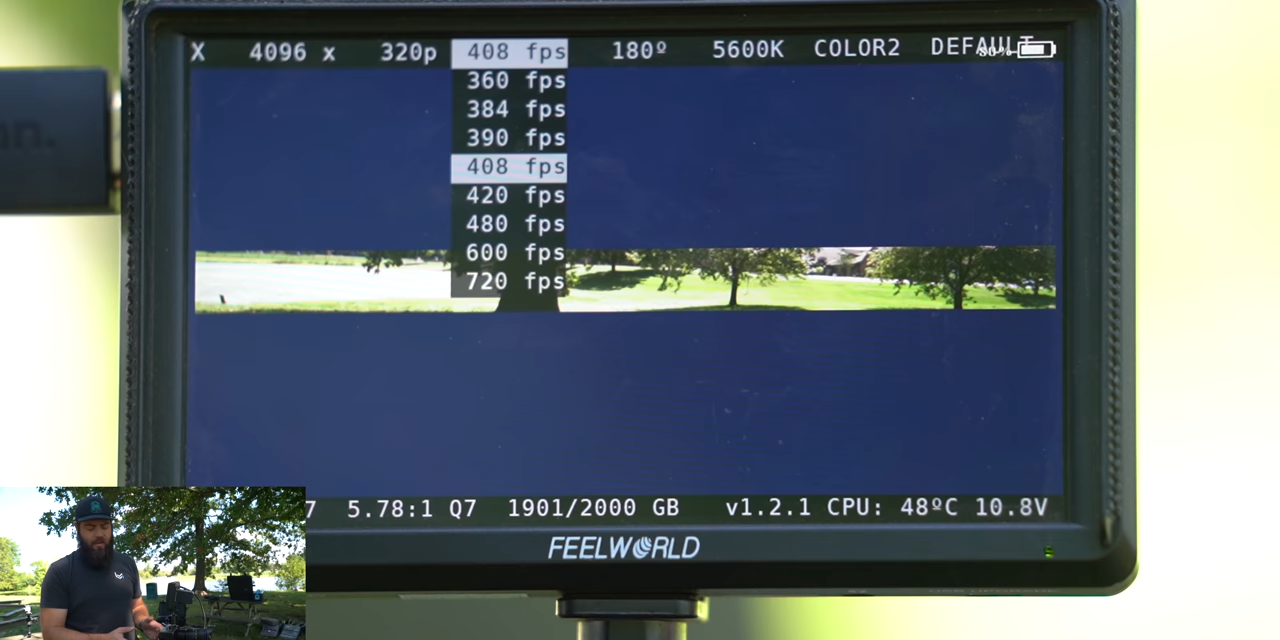 X 4096 x 320p 408 fps 180º 5600K COLOR2 DEFAULT 80%
360 fps
384 fps
390 fps
408 fps
420 fps
480 fps
600 fps
720 fps
7 5.78:1 Q7 1901/2000 GB v1.2.1 CPU: 48ºC 10.8V
FEELWORLD